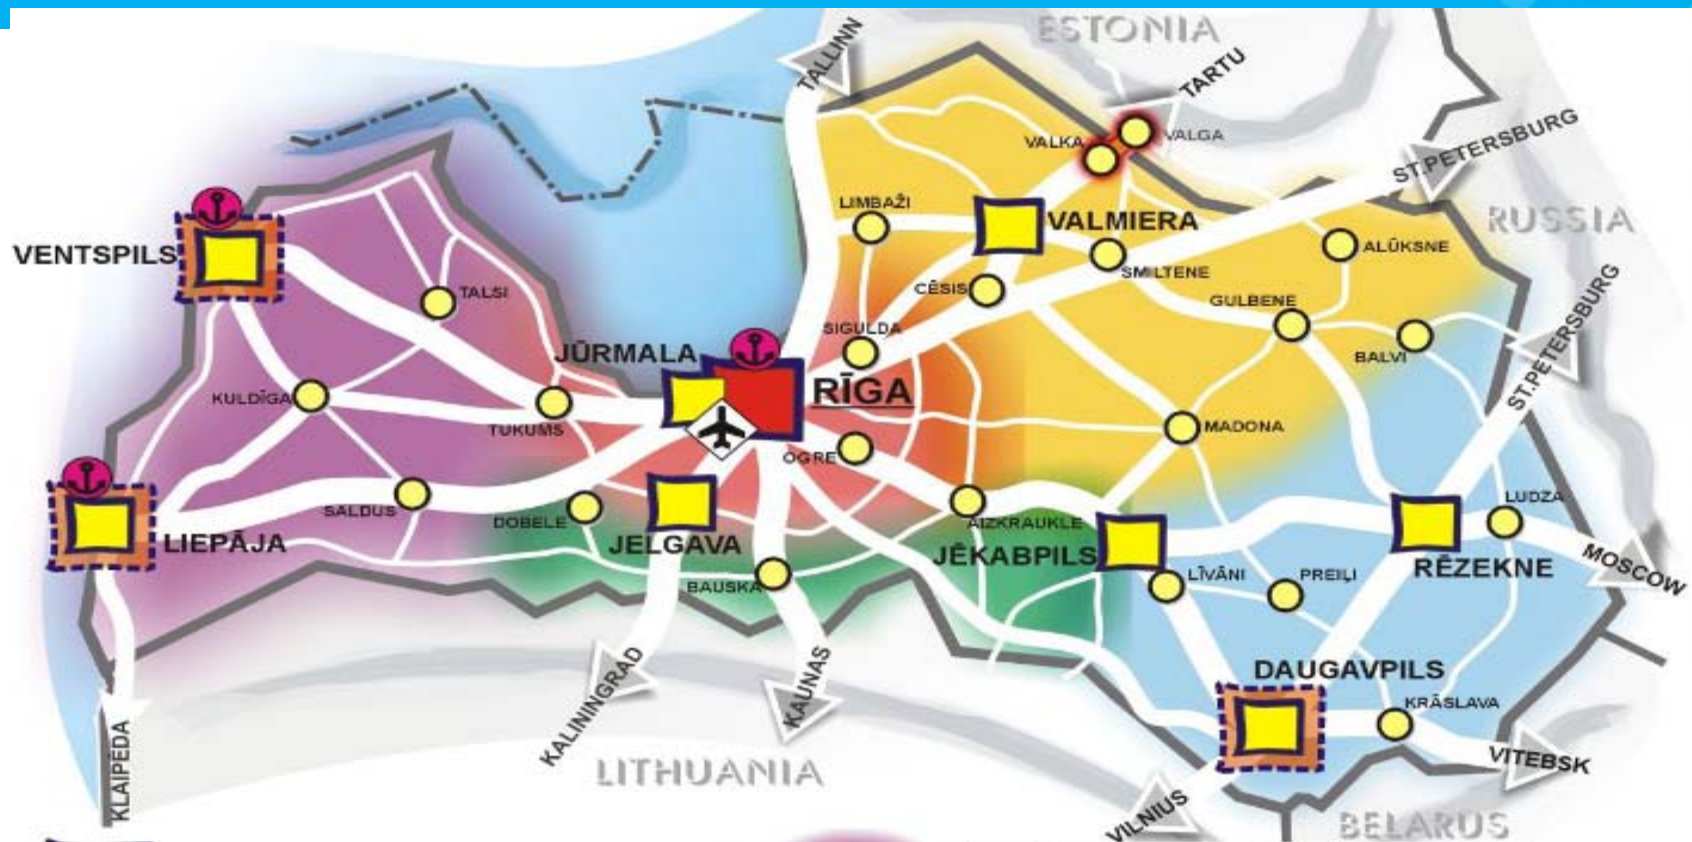 ESTONIA
TALLINN
TARTU
ST.PETERSBURG
VALKA
VALGA
LIMBAŽI
VALMIERA
RUSSIA
VENTSPILS
ALŪKSNE
SMILTENE
TALSI
CĒSIS
GULBENE
ST.PETERSBURG
SIGULDA
JŪRMALA
BALVI
RĪGA
KULDĪGA
TUKUMS
MADONA
OGRE
SALDUS
DOBELE
AIZKRAUKLE
LUDZA
LIEPĀJA
JELGAVA
JĒKABPILS
RĒZEKNE
MOSCOW
BAUSKA
LĪVĀNI
PREIĻI
KALININGRAD
KAUNAS
DAUGAVPILS
KRĀSLAVA
KLAIPĖDA
LITHUANIA
VITEBSK
VILNIUS
BELARUS